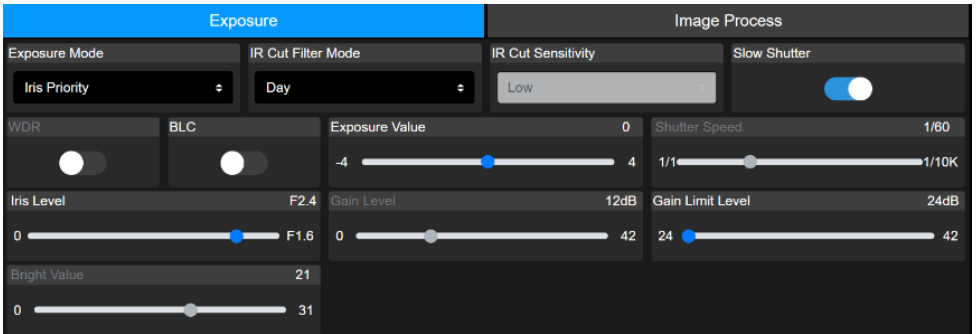 Exposure Image Process
Exposure Mode IR Cut Filter Mode IR Cut Sensitivity Slow Shutter
Iris Priority Day Low
WDR BLC Exposure Value 0 Shutter Speed 1/60
-4 4 1/1 1/10K
Iris Level F2.4 Gain Level 12dB Gain Limit Level 24dB
0 F1.6 0 42 24 42
Bright Value 21
0 31